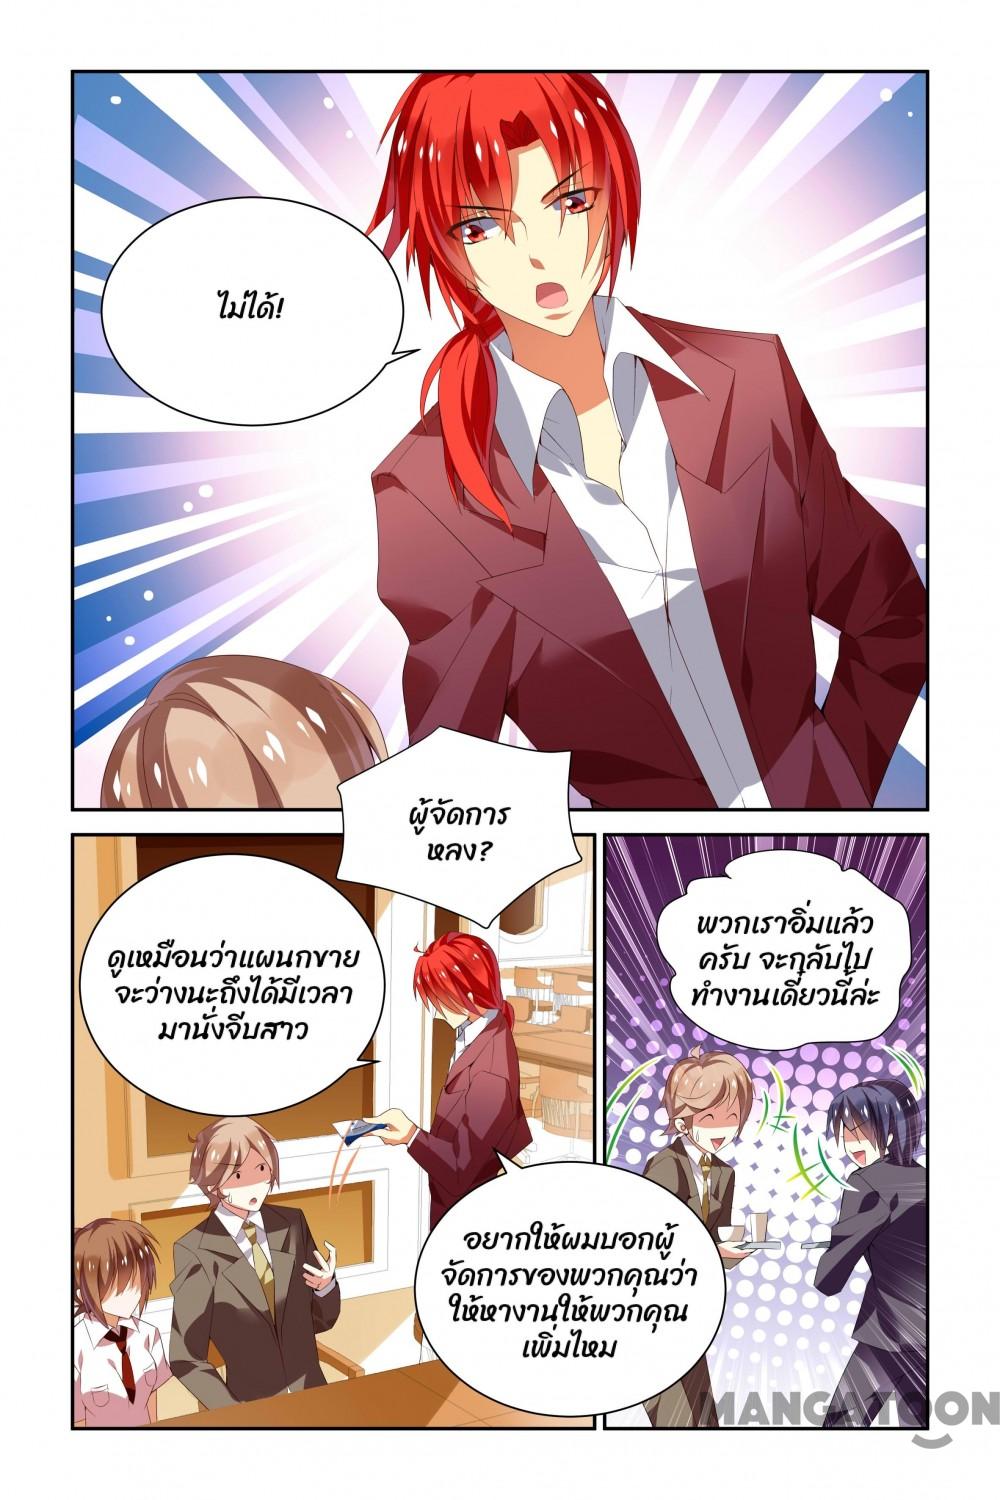 ไม่ได้!
ผู้จัดการ
หลง?
ดูเหมือนว่าแผนกขาย
จะว่างนะถึงได้มีเวลา
มานั่งจีบสาว
อยากให้ผมบอกผู้
จัดการของพวกคุณว่า
ให้หางานให้พวกคุณ
เพิ่มไหม
พวกเราอิ่มแล้ว
ครับ จะกลับไป
ทำงานเดี๋ยวนี้ล่ะ
MANGATOON